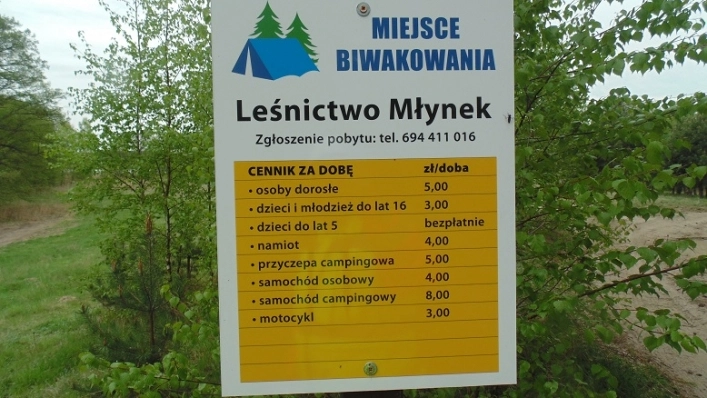 MIEJSCE
BIWAKOWANIA
Leśnictwo Młynek
Zgłoszenie pobytu: tel. 694 411 016
CENNIK ZA DOBĘ zł/doba
• osoby dorosłe 5,00
• dzieci i młodzież do lat 16 3,00
• dzieci do lat 5 bezpłatnie
• namiot 4,00
• przyczepa campingowa 5,00
• samochód osobowy 4,00
• samochód campingowy 8,00
• motocykl 3,00